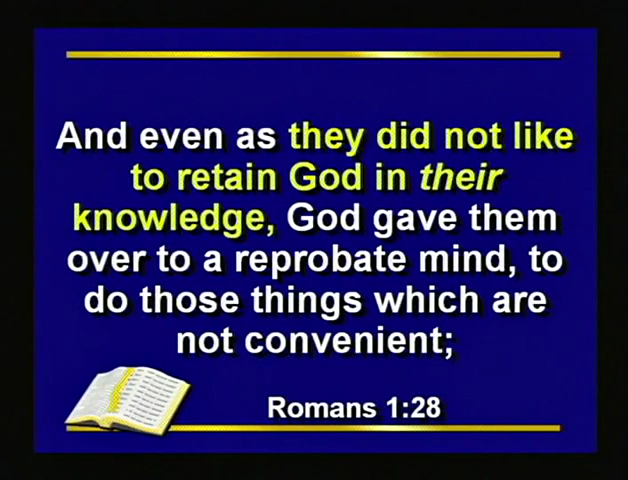 And even as they did not like
to retain God in their
knowledge, God gave them
over to a reprobate mind, to
do those things which are
not convenient;
Romans 1:28